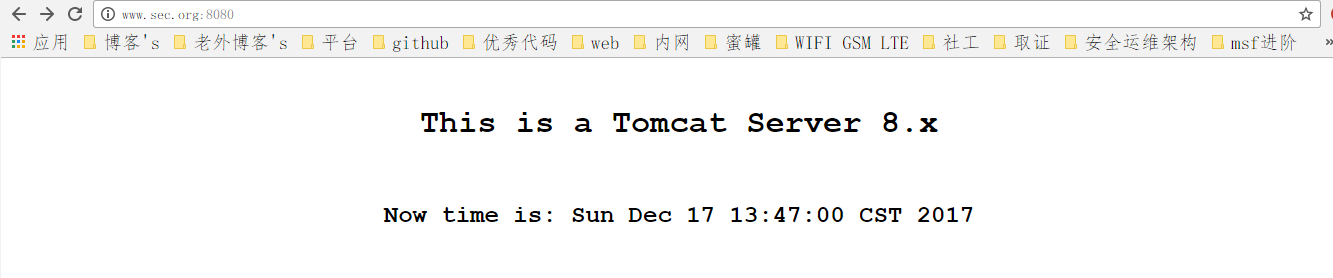 www.sec.org:8080
应用 博客's 老外博客's 平台 github 优秀代码 web 内网 蜜罐 WIFI GSM LTE 社工 取证 安全运维架构 msf进阶 »
This is a Tomcat Server 8.x
Now time is: Sun Dec 17 13:47:00 CST 2017